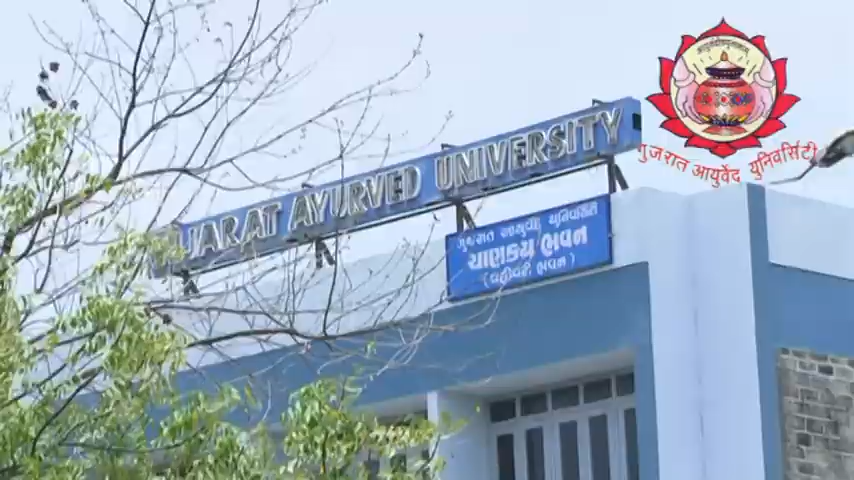 GUJARAT AYURVED UNIVERSITY
ગુજરાત આયુર્વેદ યુનિવર્સિટી
ચાણક્ય ભવન
(વહીવટી ભવન)
ગુજરાત આયુર્વેદ યુનિવર્સિટી